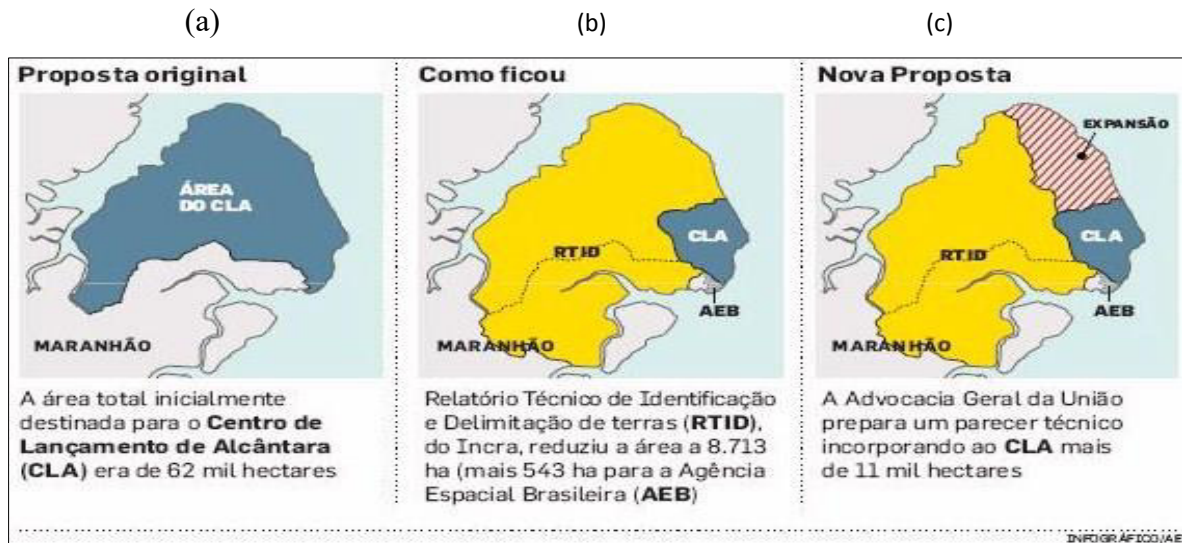 (a)
(b)
(c)
Proposta original
ÁREA
DO CLA
MARANHÃO
A área total inicialmente
destinada para o Centro de
Lançamento de Alcântara
(CLA) era de 62 mil hectares
Como ficou
CLA
RTID
AEB
MARANHÃO
Relatório Técnico de Identificação
e Delimitação de terras (RTID),
do Incra, reduziu a área a 8.713
ha (mais 543 ha para a Agência
Espacial Brasileira (AEB)
Nova Proposta
EXPANSÃO
CLA
RTID
AEB
MARANHÃO
A Advocacia Geral da União
prepara um parecer técnico
incorporando ao CLA mais
de 11 mil hectares
INFOGRÁFICO/AE